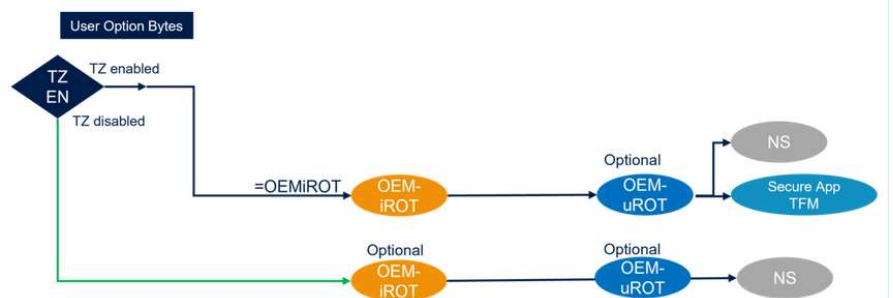 User Option Bytes
TZ
EN
TZ enabled
TZ disabled
=OEMiROT
OEM-
iROT
Optional
OEM-
uROT
NS
Secure App
TFM
Optional
OEM-
iROT
Optional
OEM-
uROT
NS